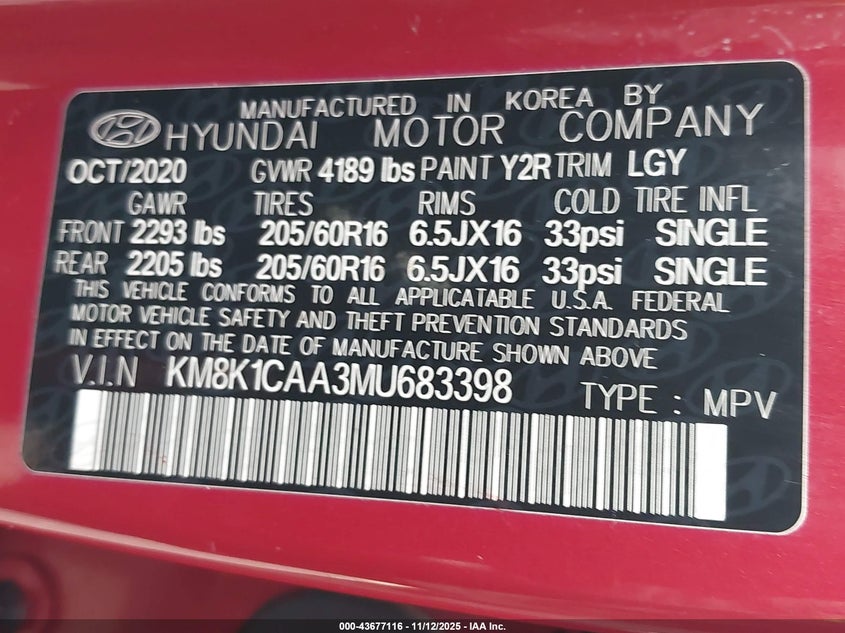 MANUFACTURED IN KOREA BY
HYUNDAI MOTOR COMPANY
OCT/2020 GVWR 4189 lbs PAINT Y2R TRIM LGY
GAWR TIRES RIMS COLD TIRE INFL
FRONT 2293 lbs 205/60R16 6.5JX16 33psi SINGLE
REAR 2205 lbs 205/60R16 6.5JX16 33psi SINGLE
THIS VEHICLE CONFORMS TO ALL APPLICATABLE U.S.A. FEDERAL
MOTOR VEHICLE SAFETY AND THEFT PREVENTION STANDARDS
IN EFFECT ON THE DATE OF MANUFACTURE SHOWN ABOVE
V.I.N KM8K1CAA3MU683398 TYPE : MPV
000-43677116 - 11/12/2025 - IAA Inc.